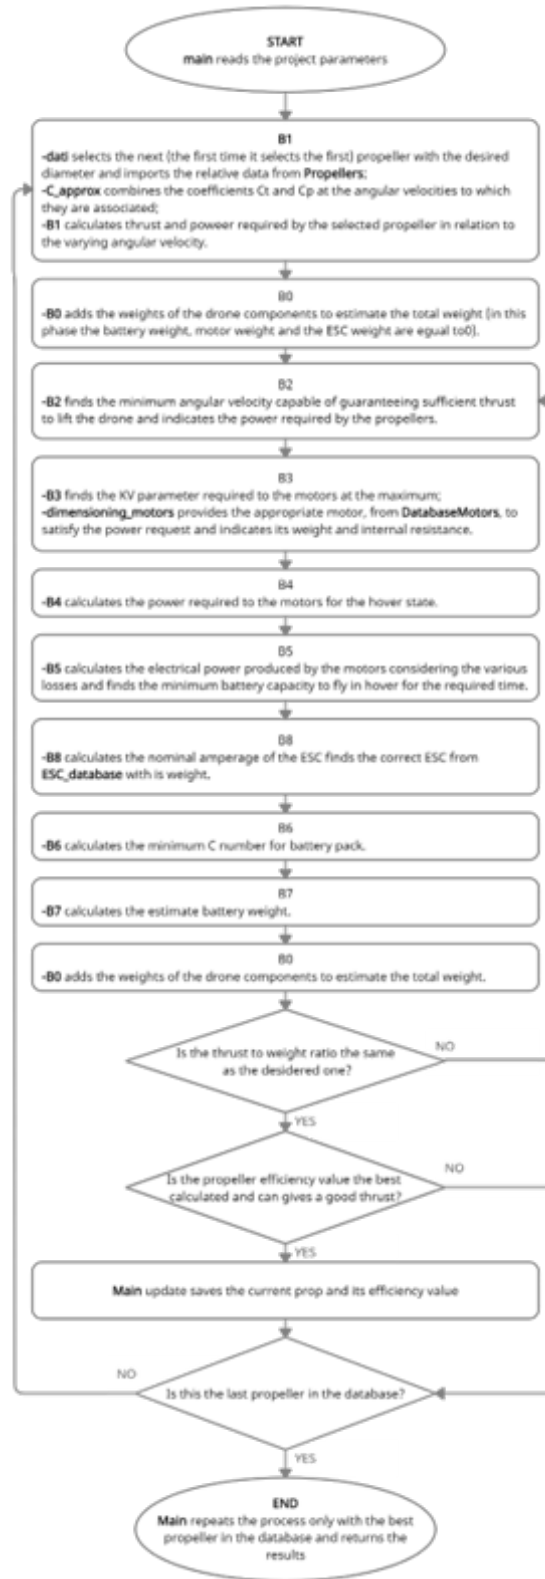 START
main reads the project parameters
B1
-dati selects the next (the first time it selects the first) propeller with the desired
diameter and imports the relative data from Propellers;
-C_approx combines the coefficients Ct and Cp at the angular velocities to which
they are associated;
-B1 calculates thrust and poweer required by the selected propeller in relation to
the varying angular velocity.
B0
-B0 adds the weights of the drone components to estimate the total weight (in this
phase the battery weight, motor weight and the ESC weight are egual to0).
B2
-B2 finds the minimum angular velocity capable of guaranteeing sufficient thrust
to lift the drone and indicates the power required by the propellers.
B3
-B3 finds the KV parameter required to the motors at the maximum;
-dimensioning_motors provides the appropriate motor, from DatabaseMotors, to
satisfy the power request and indicates its weight and internal resistance.
B4
-B4 calculates the power required to the motors for the hover state.
B5
-B5 calculates the electrical power produced by the motors considering the various
losses and finds the minimum battery capacity to fly in hover for the required time.
B8
-B8 calculates the nominal amperage of the ESC finds the correct ESC from
ESC_database with is weight.
B6
-B6 calculates the minimum C number for battery pack.
B7
-B7 calculates the estimate battery weight.
B0
-B0 adds the weights of the drone components to estimate the total weight.
Is the thrust to weight ratio the same
as the desidered one?
NO
YES
Is the propeller efficiency value the best
calculated and can gives a good thrust?
NO
YES
Main update saves the current prop and its efficiency value
NO
Is this the last propeller in the database?
YES
END
Main repeats the process only with the best
propeller in the database and returns the
results